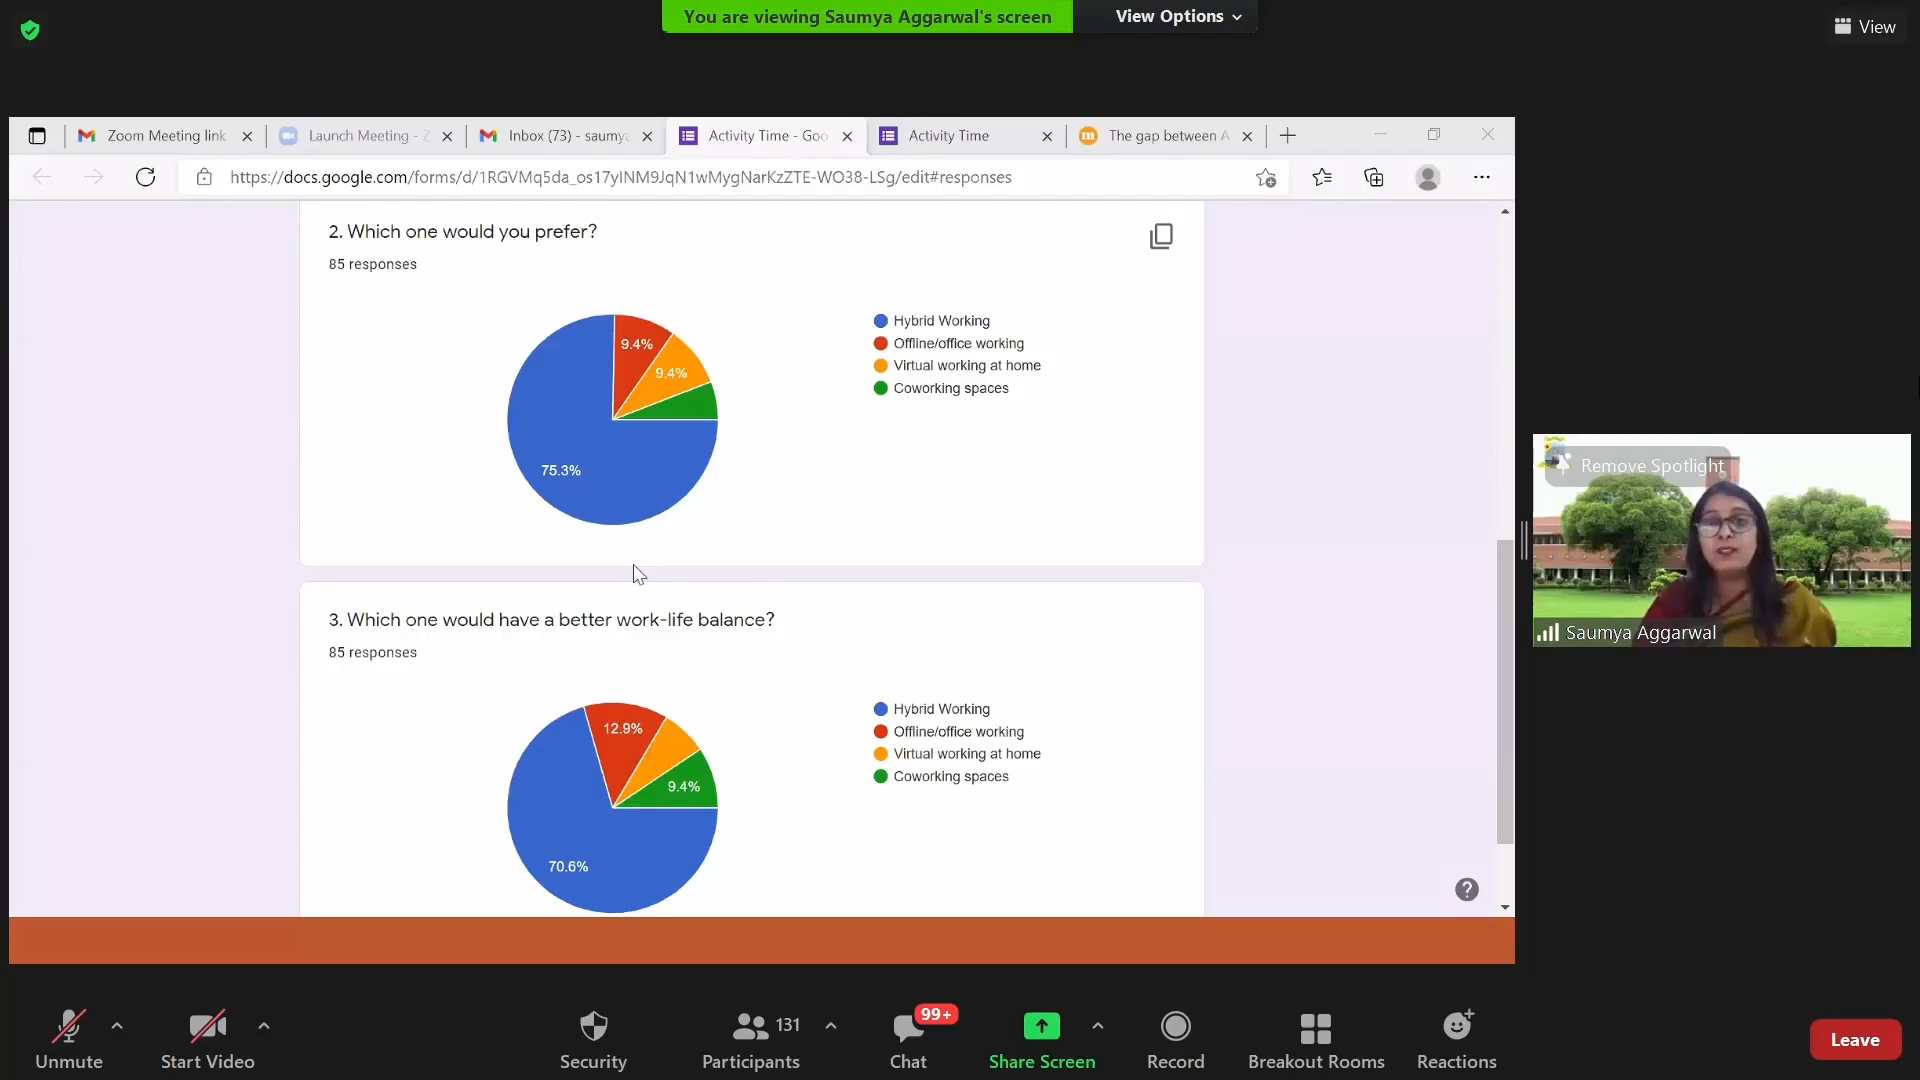 You are viewing Saumya Aggarwal's screen
View Options
View
Zoom Meeting link
Launch Meeting - Z
Inbox (73) - saumya
Activity Time - Goo
Activity Time
The gap between A
https://docs.google.com/forms/d/1RGVMq5da_os17yINM9JqN1wMygNarKzZTE-WO38-LSg/edit#responses
2. Which one would you prefer?
85 responses
9.4%
9.4%
75.3%
Hybrid Working
Offline/office working
Virtual working at home
Coworking spaces
3. Which one would have a better work-life balance?
85 responses
12.9%
9.4%
70.6%
Hybrid Working
Offline/office working
Virtual working at home
Coworking spaces
Remove Spotlight
Saumya Aggarwal
Unmute
Start Video
Security
131
Participants
99+
Chat
Share Screen
Record
Breakout Rooms
Reactions
Leave